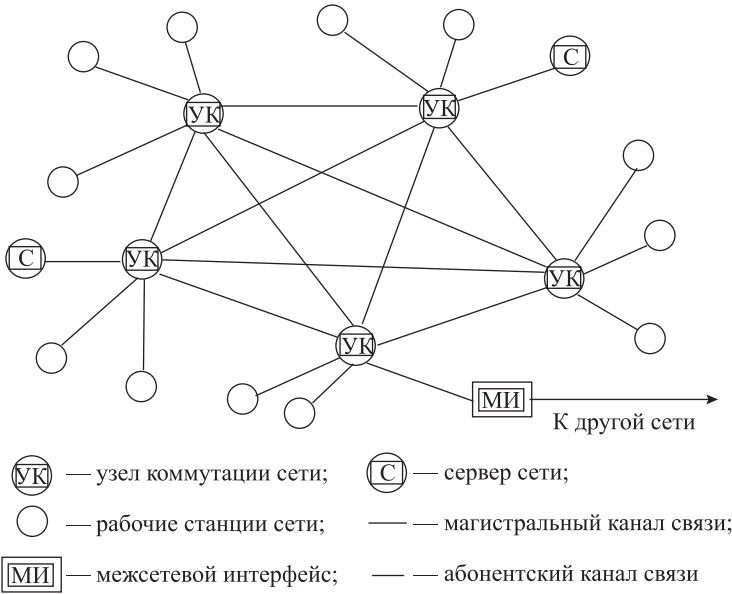 УК
УК
С
С
УК
УК
УК
МИ
К другой сети
УК — узел коммутации сети; С — сервер сети;
— рабочие станции сети; — магистральный канал связи;
МИ — межсетевой интерфейс; — абонентский канал связи